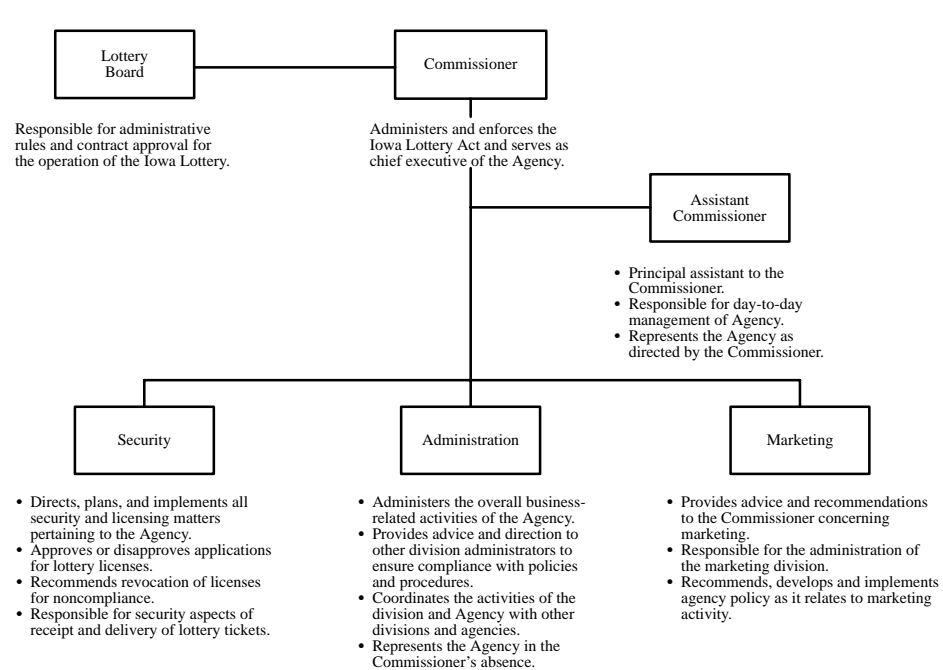 Lottery
Board
Commissioner
Responsible for administrative
rules and contract approval for
the operation of the Iowa Lottery.
Administers and enforces the
Iowa Lottery Act and serves as
chief executive of the Agency.
Assistant
Commissioner
• Principal assistant to the
Commissioner.
• Responsible for day-to-day
management of Agency.
• Represents the Agency as
directed by the Commissioner.
Security
Administration
Marketing
• Directs, plans, and implements all
security and licensing matters
pertaining to the Agency.
• Approves or disapproves applications
for lottery licenses.
• Recommends revocation of licenses
for noncompliance.
• Responsible for security aspects of
receipt and delivery of lottery tickets.
• Administers the overall business-
related activities of the Agency.
• Provides advice and direction to
other division administrators to
ensure compliance with policies
and procedures.
• Coordinates the activities of the
division and Agency with other
divisions and agencies.
• Represents the Agency in the
Commissioner's absence.
• Provides advice and recommendations
to the Commissioner concerning
marketing.
• Responsible for the administration of
the marketing division.
• Recommends, develops and implements
agency policy as it relates to marketing
activity.